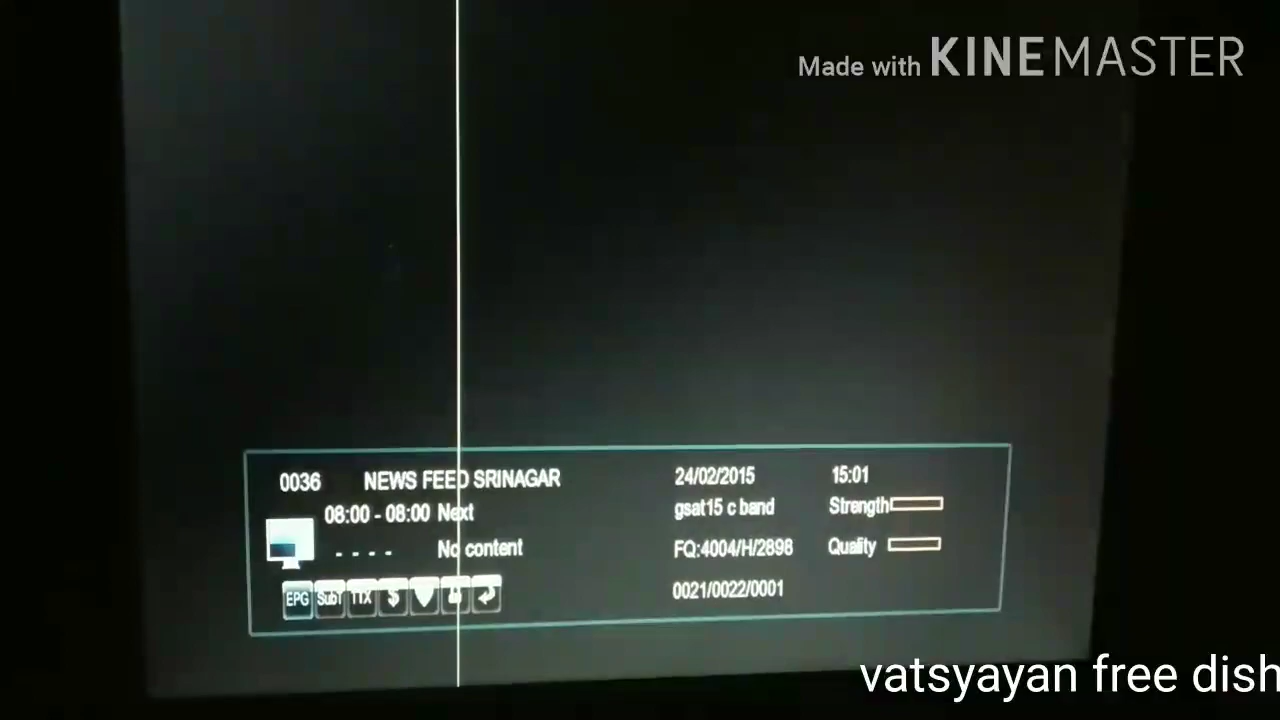 Made with KINEMASTER
0036 NEWS FEED SRINAGAR 24/02/2015 15:01
08:00 - 08:00 Next gsat15 c band Strength
- - - - No content FQ:4004/H/2898 Quality
EPG SubT TTX $ 0021/0022/0001
vatsyayan free dish